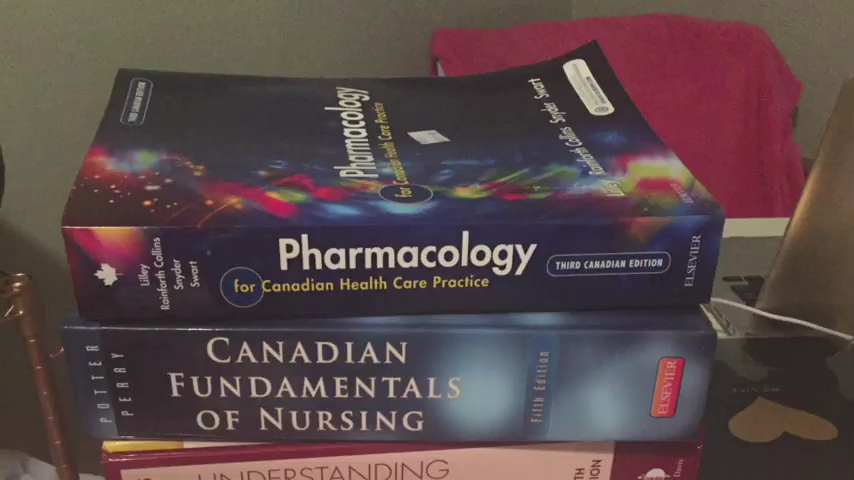 THIRD CANADIAN EDITION
Pharmacology
for Canadian Health Care Practice
Lilley Rainforth Collins Snyder Swart
ELSEVIER
Lilley
Rainforth Collins
Snyder
Swart
Pharmacology
for Canadian Health Care Practice
THIRD CANADIAN EDITION
ELSEVIER
POTTER
PERRY
CANADIAN
FUNDAMENTALS
OF NURSING
Fifth Edition
ELSEVIER
UNDERSTANDING
Davis